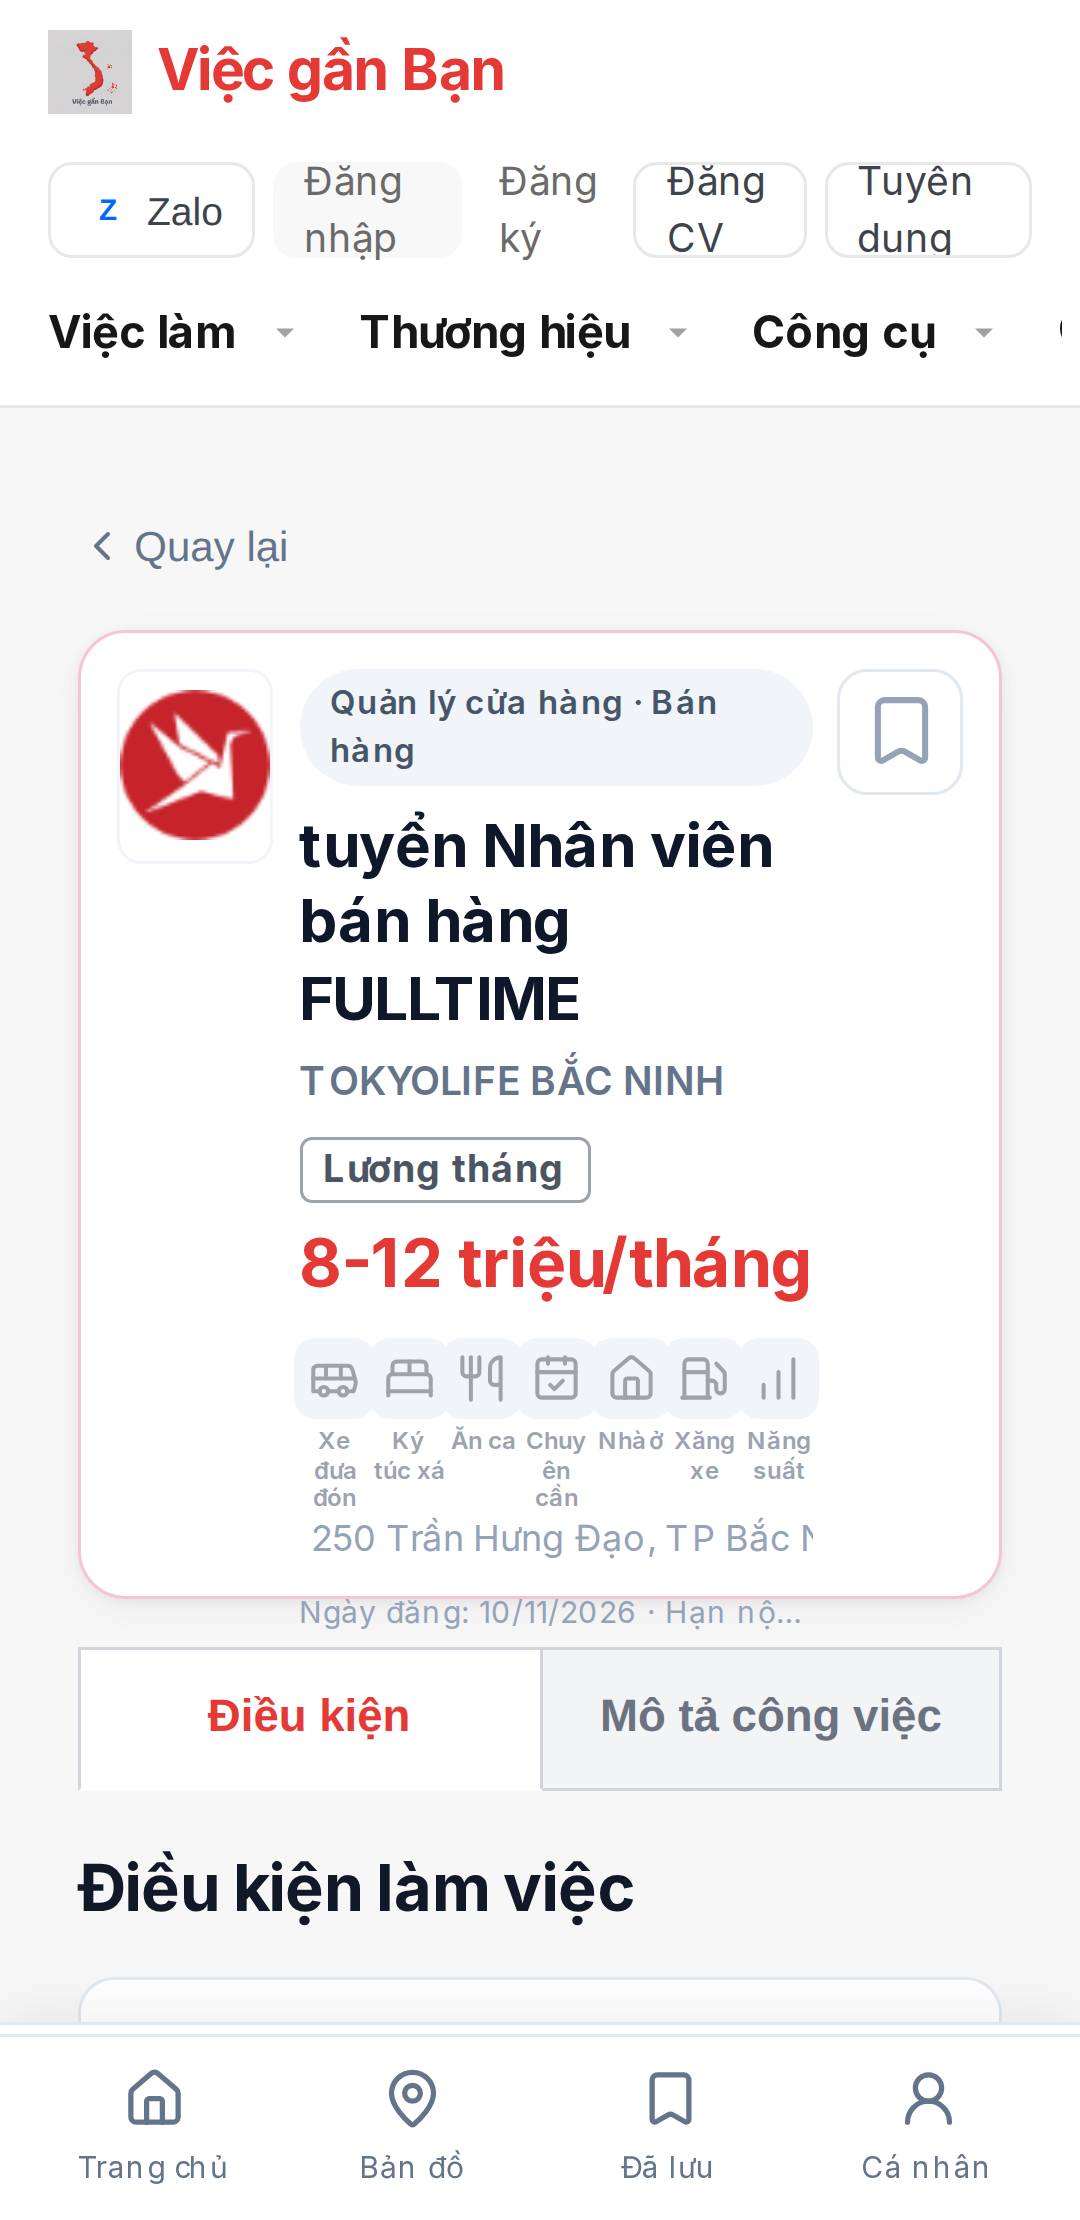 Việc gần Bạn
Việc gần Bạn
Z Zalo
Đăng nhập
Đăng ký
Đăng CV
Tuyển dụng
Việc làm
Thương hiệu
Công cụ
Quay lại
Quản lý cửa hàng · Bán
hàng
tuyển Nhân viên
bán hàng
FULLTIME
TOKYOLIFE BẮC NINH
Lương tháng
8-12 triệu/tháng
Xe đưa đón
Ký túc xá
Ăn ca
Chuyên cần
Nhà ở
Xăng xe
Năng suất
250 Trần Hưng Đạo, TP Bắc
Ngày đăng: 10/11/2026 · Hạn nộ...
Điều kiện
Mô tả công việc
Điều kiện làm việc
Trang chủ
Bản đồ
Đã lưu
Cá nhân